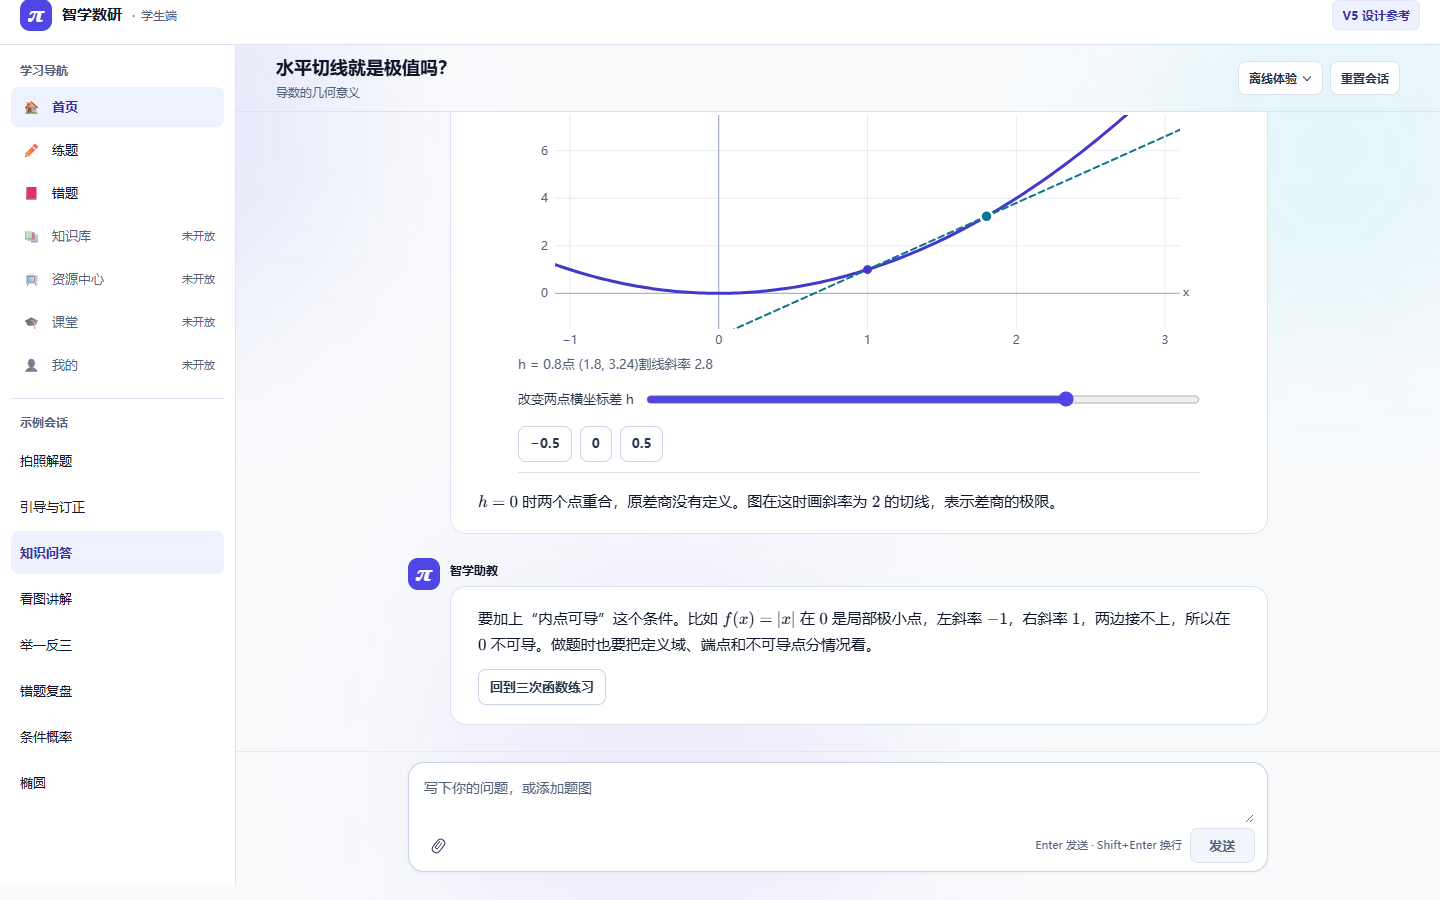 π 智学数研 · 学生端
V5 设计参考
学习导航
首页
练题
错题
知识库 未开放
资源中心 未开放
课堂 未开放
我的 未开放
示例会话
拍照解题
引导与订正
知识问答
看图讲解
举一反三
错题复盘
条件概率
椭圆
水平切线就是极值吗？
导数的几何意义
离线体验
重置会话
6
4
2
0
x
−1 0 1 2 3
h = 0.8点 (1.8, 3.24)割线斜率 2.8
改变两点横坐标差 h
−0.5 0 0.5
h = 0 时两个点重合，原差商没有定义。图在这时画斜率为 2 的切线，表示差商的极限。
π 智学助教
要加上“内点可导”这个条件。比如 f(x) = |x| 在 0 是局部极小点，左斜率 −1，右斜率 1，两边接不上，所以在
0 不可导。做题时也要把定义域、端点和不可导点分情况看。
回到三次函数练习
写下你的问题，或添加题图
Enter 发送 · Shift+Enter 换行
发送